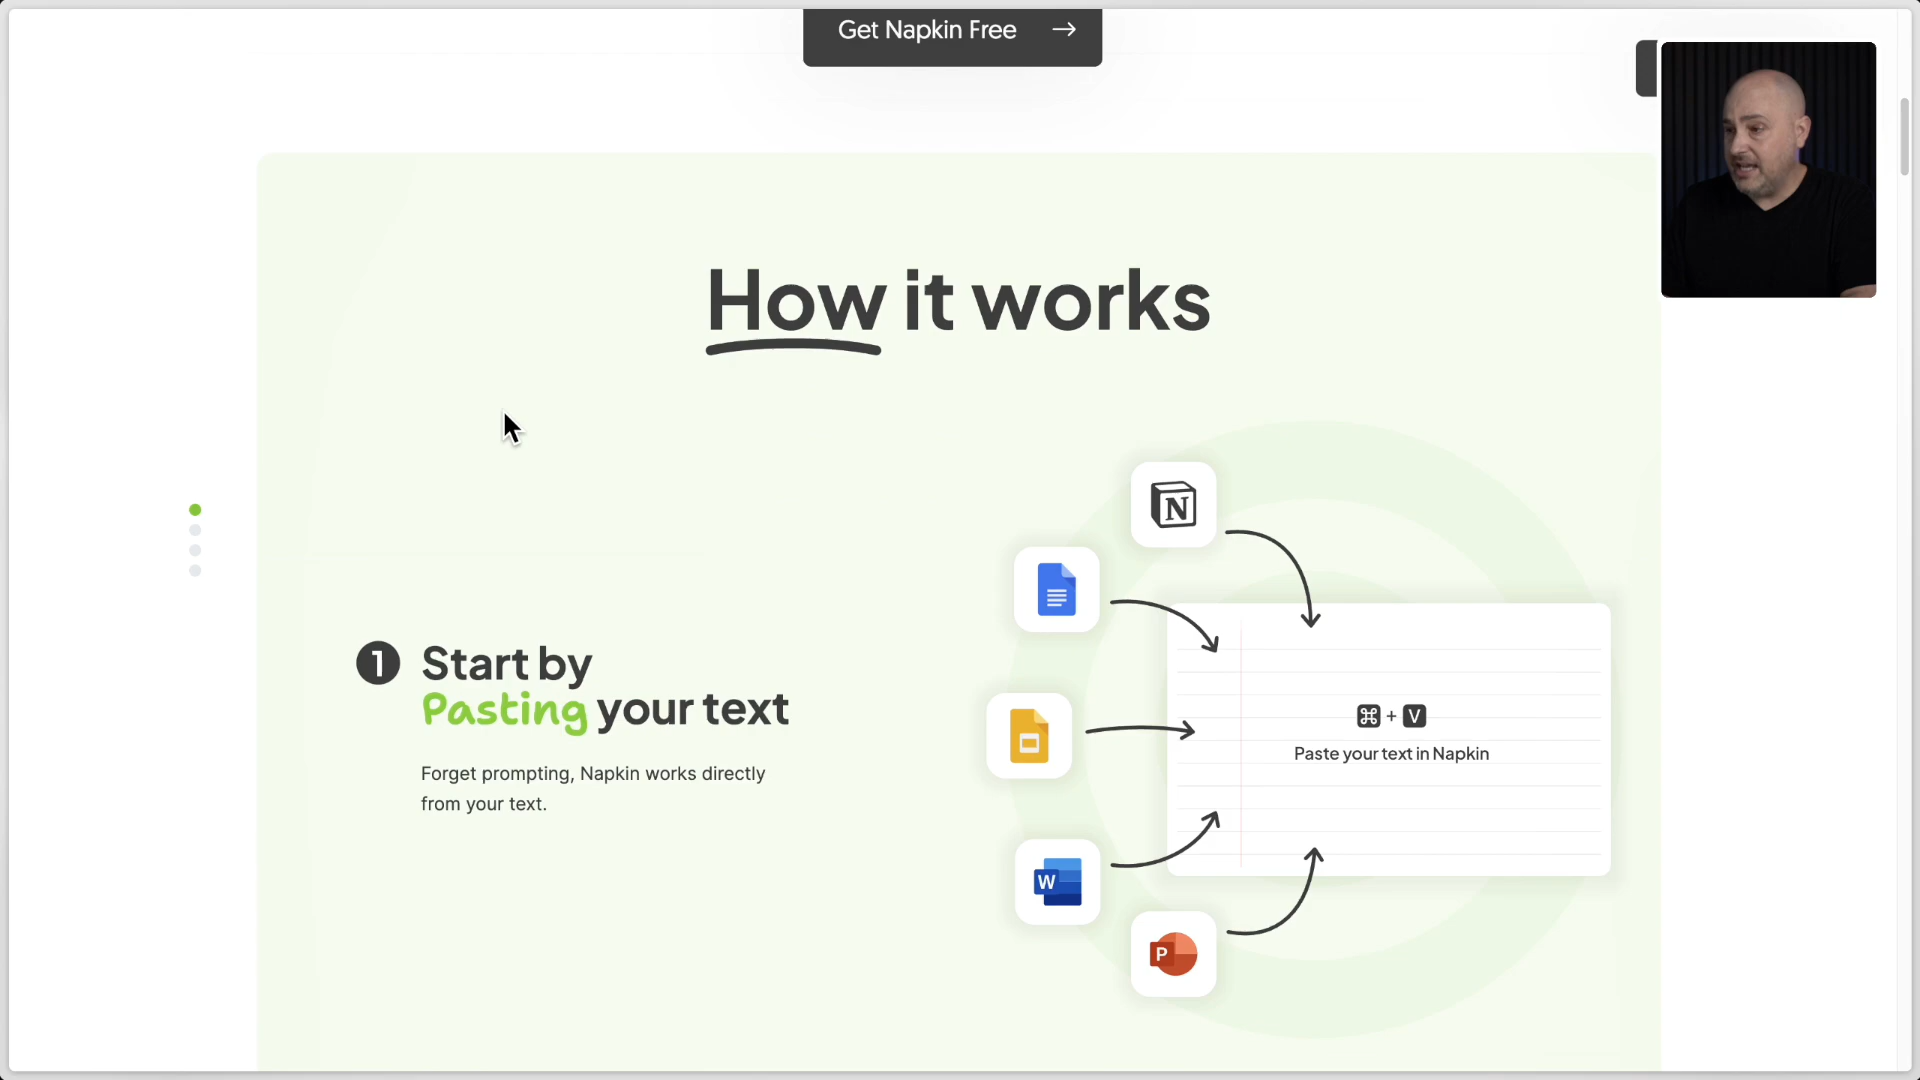 Get Napkin Free →
How it works
N
1 Start by
Pasting your text
Forget prompting, Napkin works directly
from your text.
⌘ + V
Paste your text in Napkin
W
P